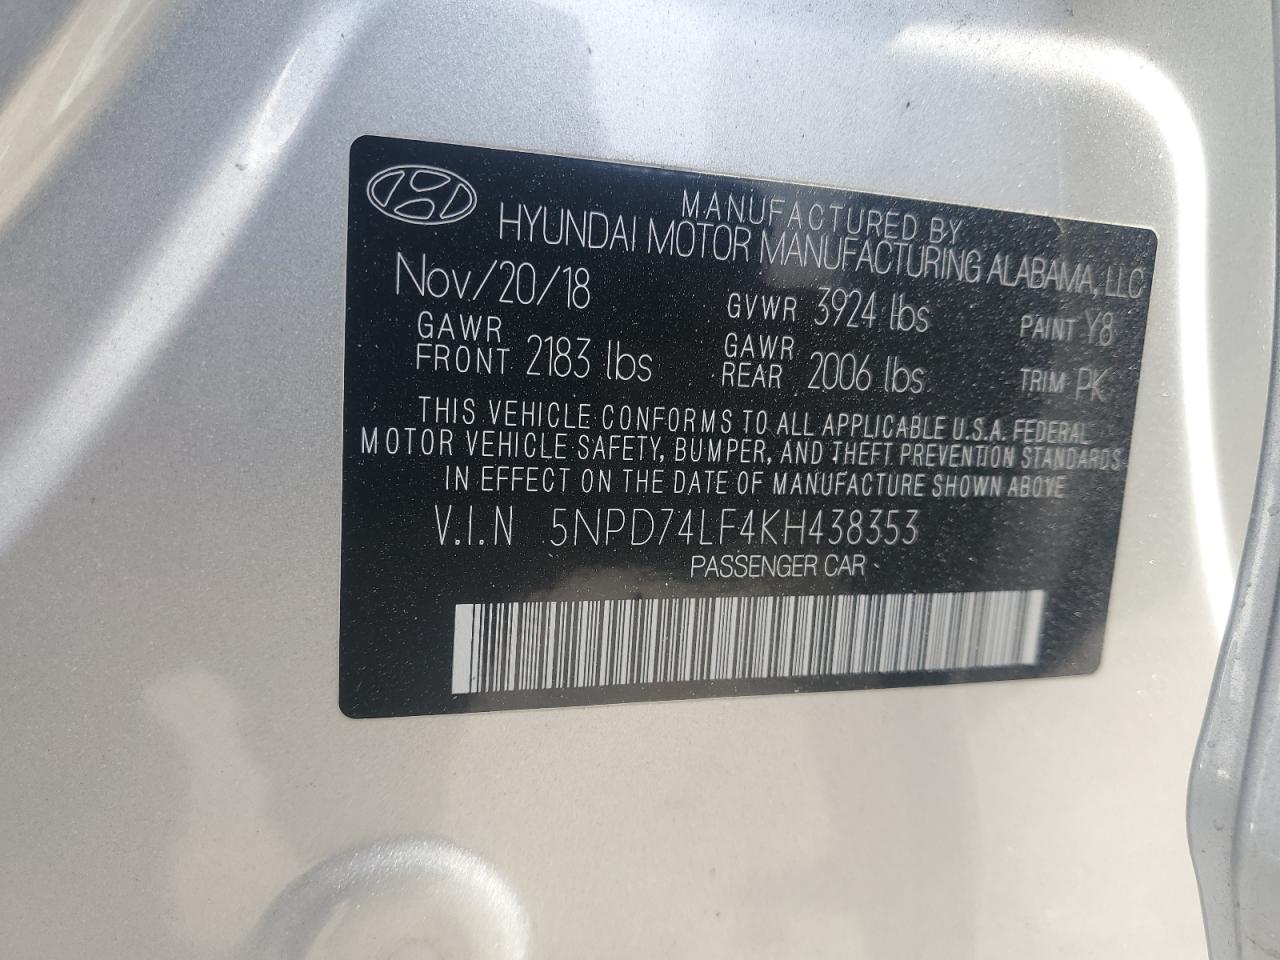 MANUFACTURED BY
HYUNDAI MOTOR MANUFACTURING ALABAMA, LLC
Nov/20/18 GVWR 3924 lbs PAINT Y8
GAWR FRONT 2183 lbs GAWR REAR 2006 lbs TRIM PK
THIS VEHICLE CONFORMS TO ALL APPLICABLE U.S.A. FEDERAL
MOTOR VEHICLE SAFETY, BUMPER, AND THEFT PREVENTION STANDARDS
IN EFFECT ON THE DATE OF MANUFACTURE SHOWN ABOVE
V.I.N 5NPD74LF4KH438353
PASSENGER CAR